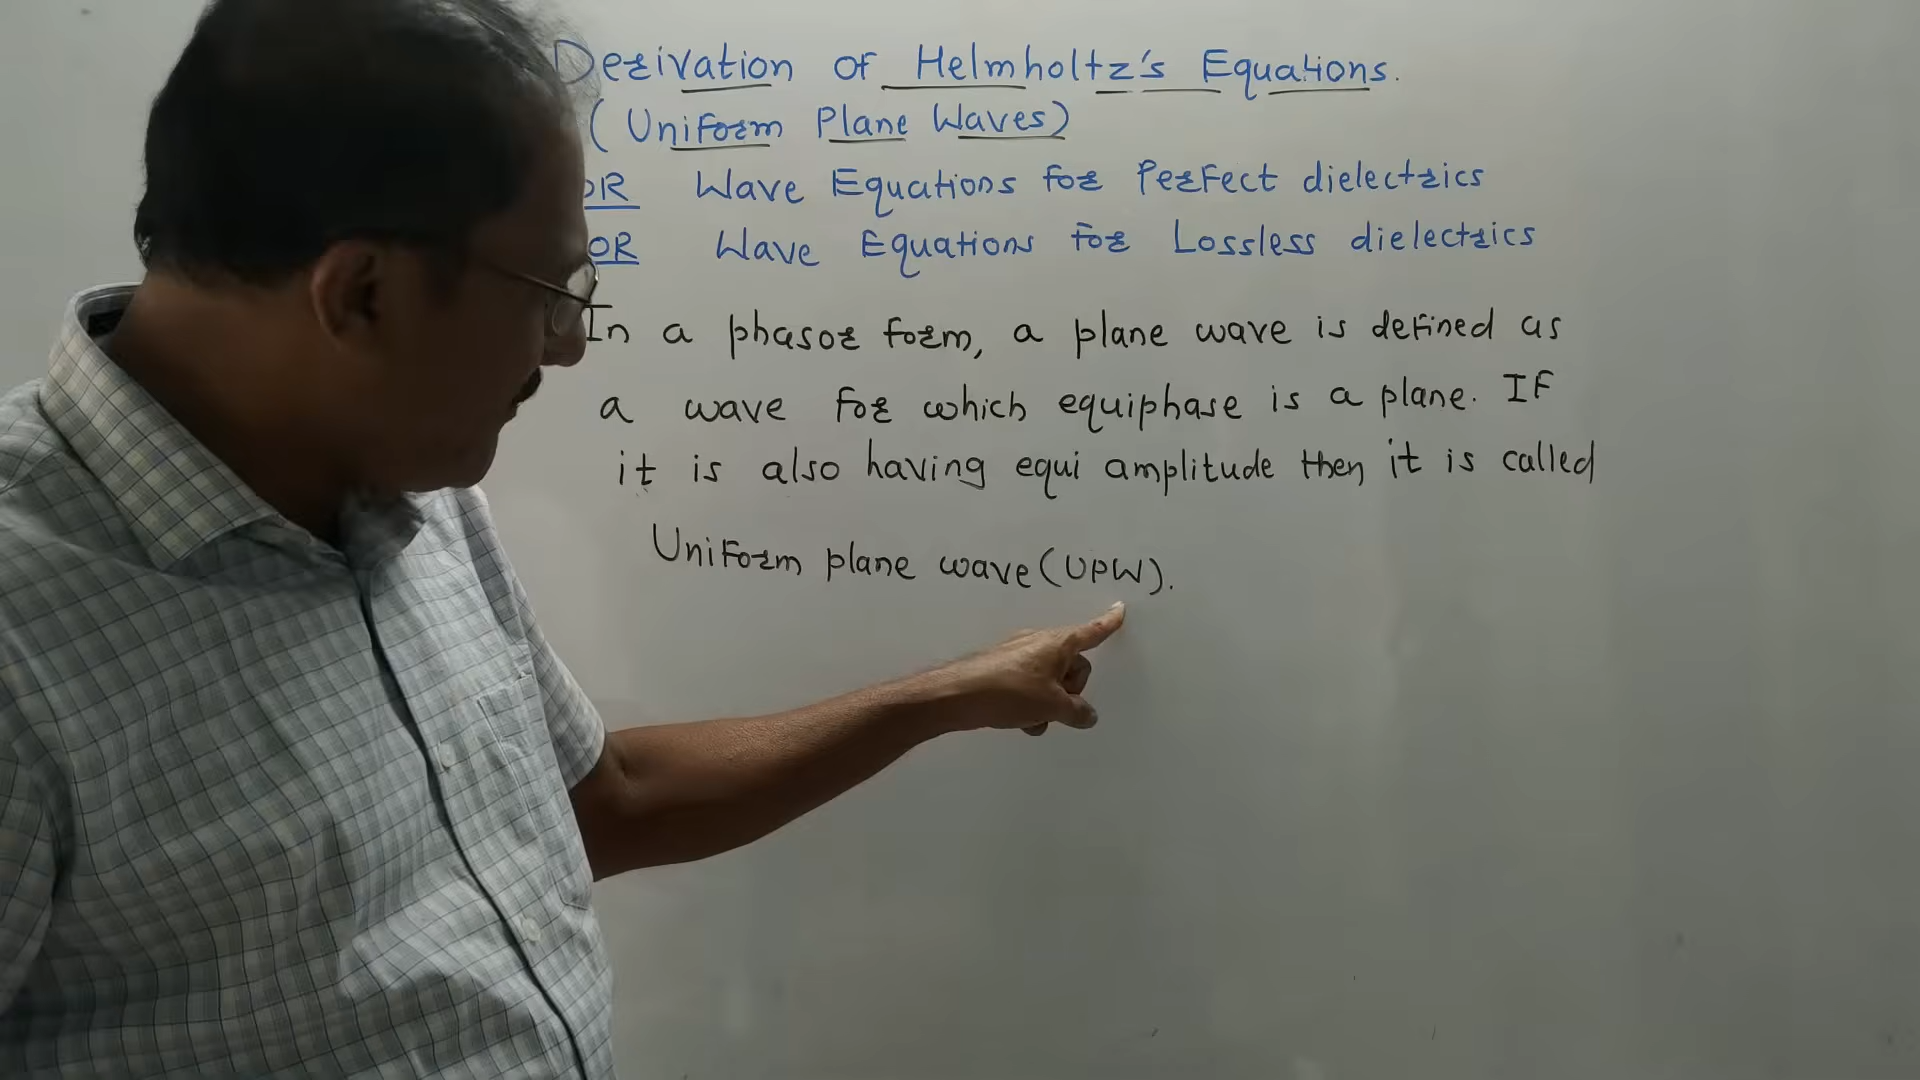 Derivation of Helmholtz's Equations.
(Uniform Plane Waves)
OR Wave Equations for Perfect dielectrics
OR Wave Equations for Lossless dielectrics
In a phasor form, a plane wave is defined as
a wave for which equiphase is a plane. If
it is also having equi amplitude then it is called
Uniform plane wave (UPW).